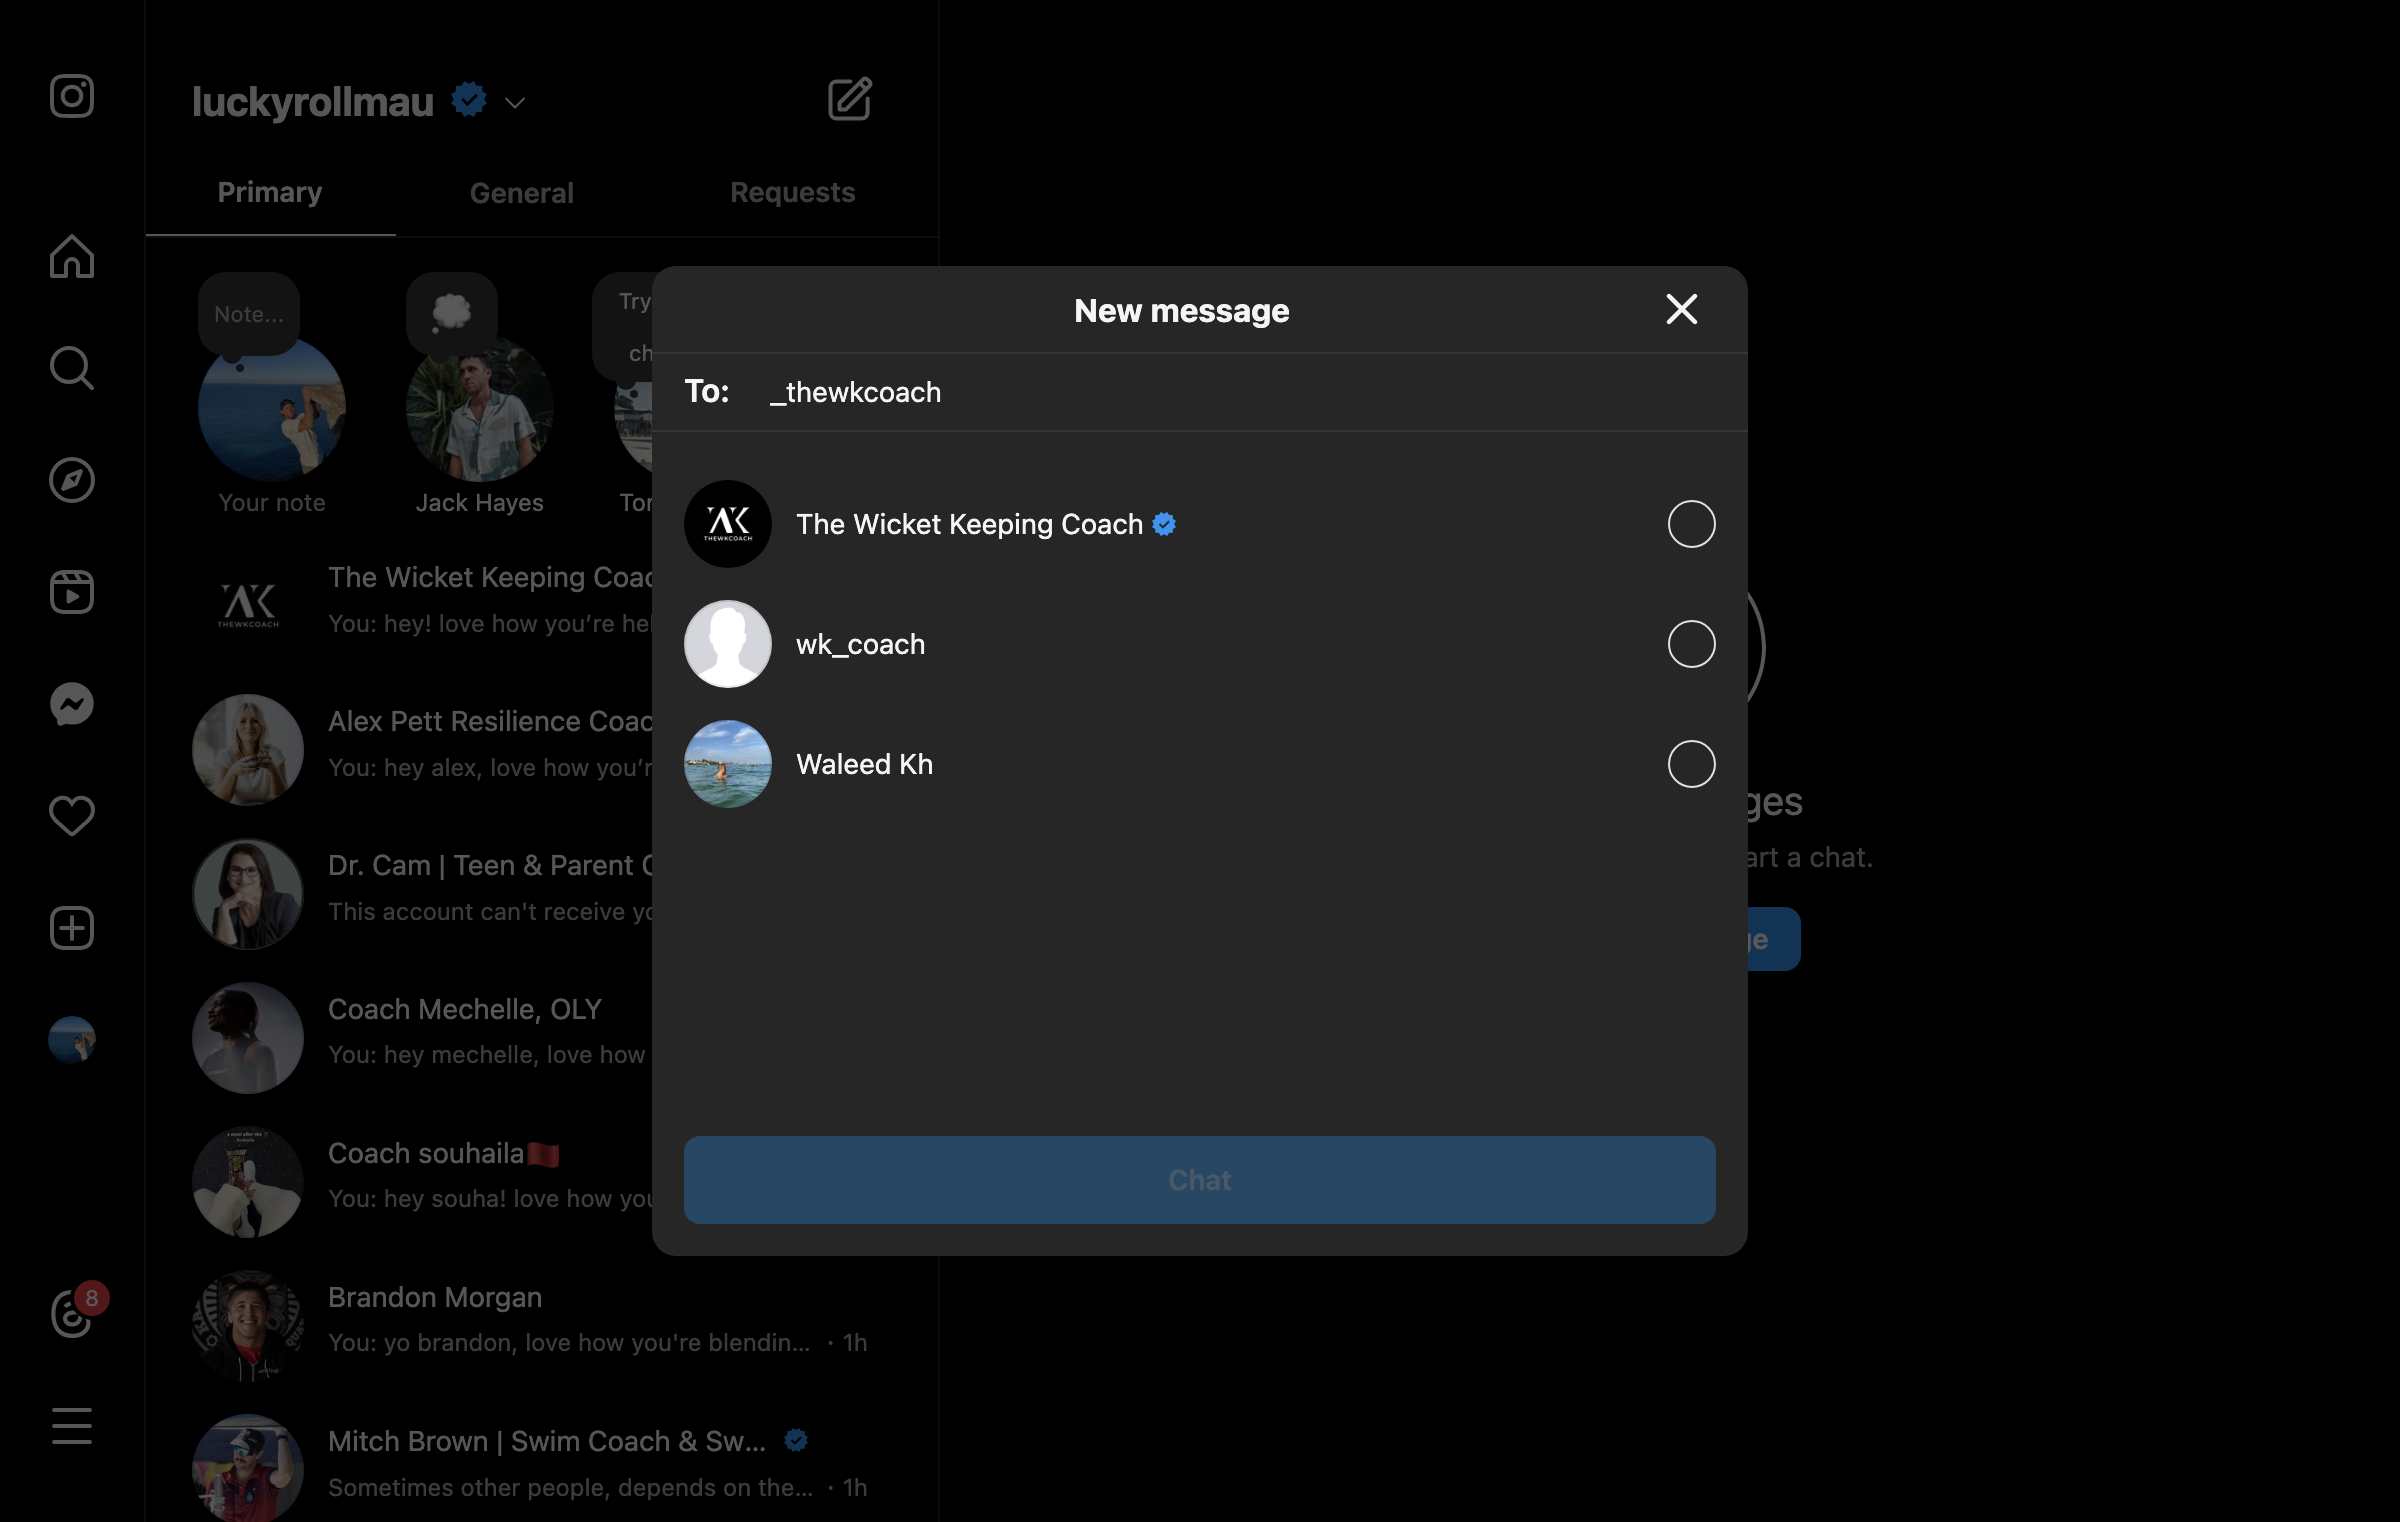 luckyrollmau
Primary
General
Requests
Note...
Try
ch
Your note
Jack Hayes
Tor
THEWKCOACH
The Wicket Keeping Coac
You: hey! love how you’re hel
Alex Pett Resilience Coac
You: hey alex, love how you’r
Dr. Cam | Teen & Parent C
This account can't receive yo
Coach Mechelle, OLY
You: hey mechelle, love how
Coach souhaila
You: hey souha! love how you
Brandon Morgan
You: yo brandon, love how you're blendin... · 1h
Mitch Brown | Swim Coach & Sw...
Sometimes other people, depends on the... · 1h
8
New message
To: _thewkcoach
THEWKCOACH
The Wicket Keeping Coach
wk_coach
Waleed Kh
Chat
ges
art a chat.
ge